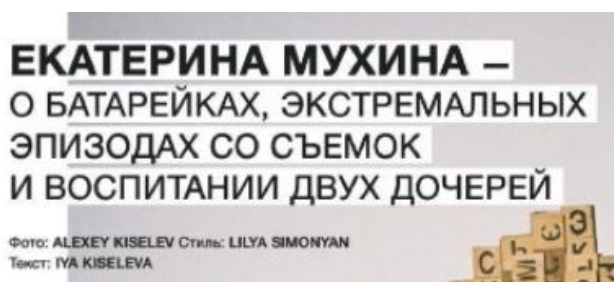 ЕКАТЕРИНА МУХИНА –
О БАТАРЕЙКАХ, ЭКСТРЕМАЛЬНЫХ
ЭПИЗОДАХ СО СЪЕМОК
И ВОСПИТАНИИ ДВУХ ДОЧЕРЕЙ
Фото: ALEXEY KISELEV Стиль: LILYA SIMONYAN
Текст: IYA KISELEVA